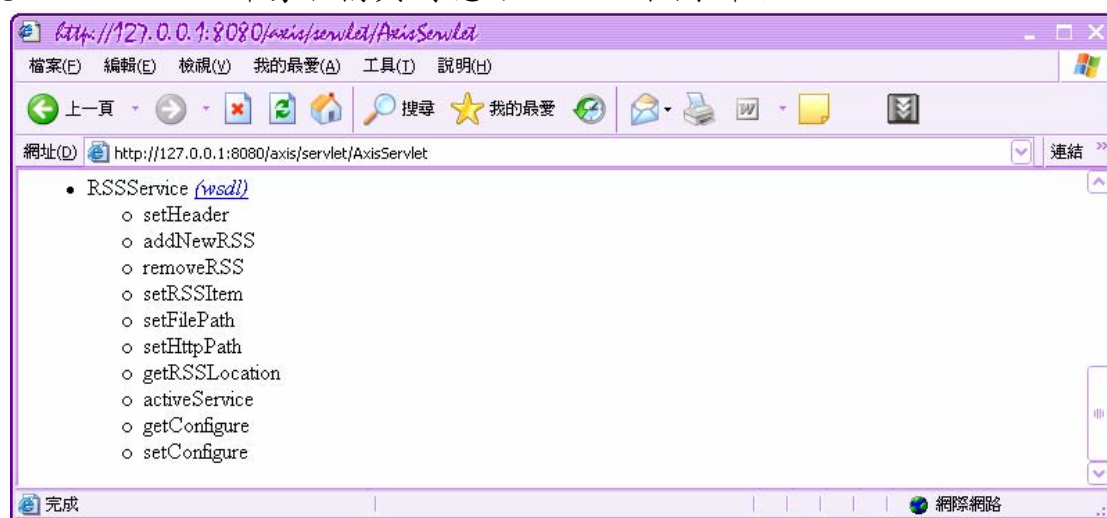 http://127.0.0.1:8080/axis/servlet/AxisServlet
檔案(F) 編輯(E) 檢視(V) 我的最愛(A) 工具(T) 說明(H)
上一頁 搜尋 我的最愛
網址(D) http://127.0.0.1:8080/axis/servlet/AxisServlet 連結 »
• RSSService (wsdl)
o setHeader
o addNewRSS
o removeRSS
o setRSSItem
o setFilePath
o setHttpPath
o getRSSLocation
o activeService
o getConfigure
o setConfigure
完成 網際網路